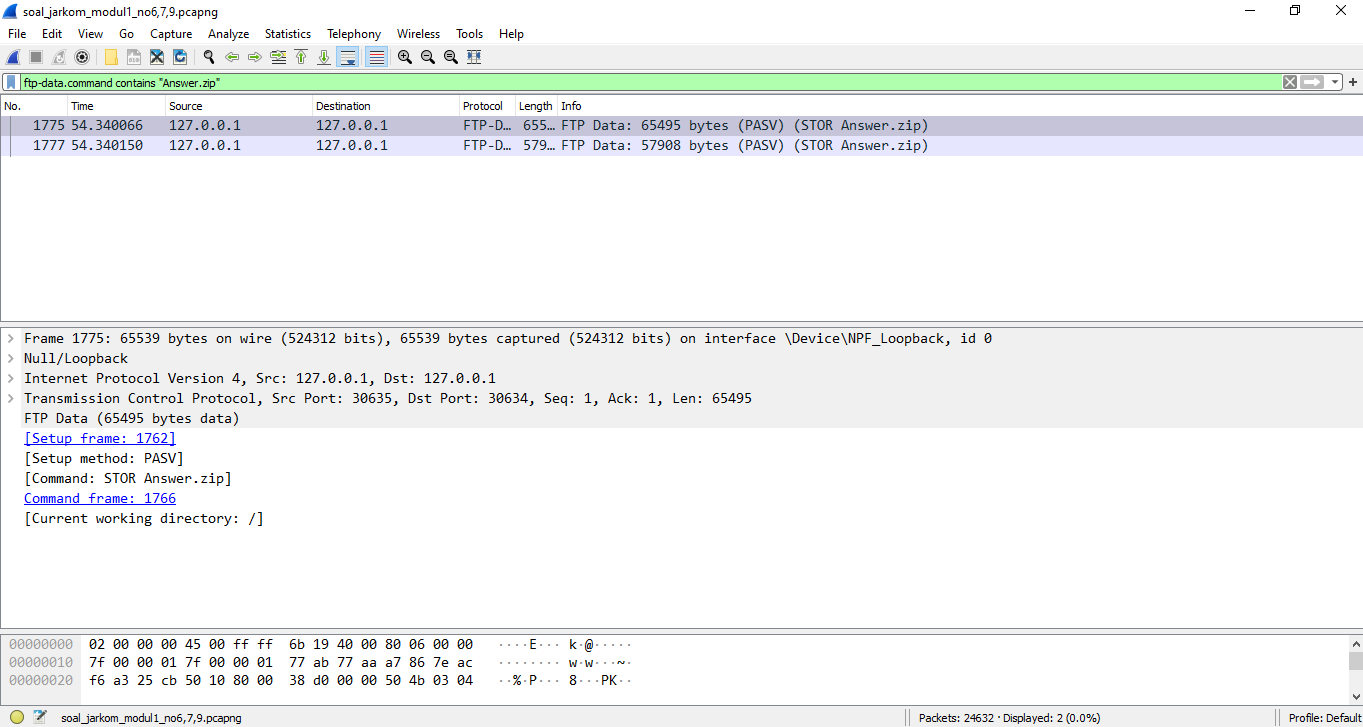 soal_jarkom_modul1_no6,7,9.pcapng
File Edit View Go Capture Analyze Statistics Telephony Wireless Tools Help
ftp-data.command contains "Answer.zip"
No. Time Source Destination Protocol Length Info
1775 54.340066 127.0.0.1 127.0.0.1 FTP-D… 655… FTP Data: 65495 bytes (PASV) (STOR Answer.zip)
1777 54.340150 127.0.0.1 127.0.0.1 FTP-D… 579… FTP Data: 57908 bytes (PASV) (STOR Answer.zip)
Frame 1775: 65539 bytes on wire (524312 bits), 65539 bytes captured (524312 bits) on interface \Device\NPF_Loopback, id 0
Null/Loopback
Internet Protocol Version 4, Src: 127.0.0.1, Dst: 127.0.0.1
Transmission Control Protocol, Src Port: 30635, Dst Port: 30634, Seq: 1, Ack: 1, Len: 65495
FTP Data (65495 bytes data)
[Setup frame: 1762]
[Setup method: PASV]
[Command: STOR Answer.zip]
Command frame: 1766
[Current working directory: /]
00000000 02 00 00 00 45 00 ff ff 6b 19 40 00 80 06 00 00 ····E··· k·@·····
00000010 7f 00 00 01 7f 00 00 01 77 ab 77 aa a7 86 7e ac ········ w·w···~·
00000020 f6 a3 25 cb 50 10 80 00 38 d0 00 00 50 4b 03 04 ··%·P··· 8···PK··
soal_jarkom_modul1_no6,7,9.pcapng Packets: 24632 · Displayed: 2 (0.0%) Profile: Default